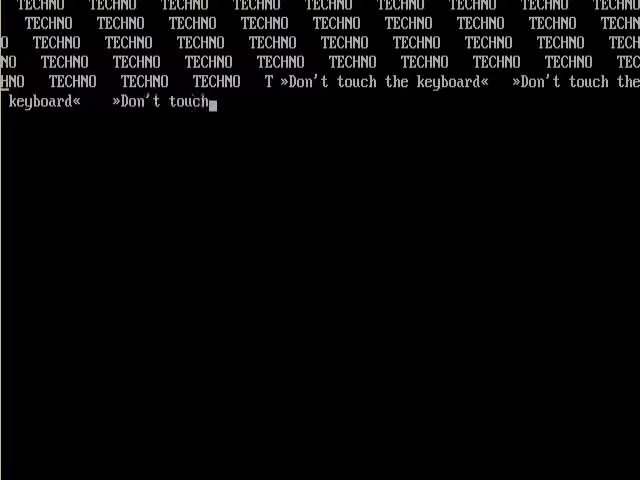 TECHNO TECHNO TECHNO TECHNO TECHNO TECHNO TECHNO TECHNO TECHNO
TECHNO TECHNO TECHNO TECHNO TECHNO TECHNO TECHNO TECHNO TECHNO
O TECHNO TECHNO TECHNO TECHNO TECHNO TECHNO TECHNO TECHNO TECH
NO TECHNO TECHNO TECHNO TECHNO TECHNO TECHNO TECHNO TECHNO TEC
HNO TECHNO TECHNO TECHNO T »Don't touch the keyboard« »Don't touch the
keyboard« »Don't touch